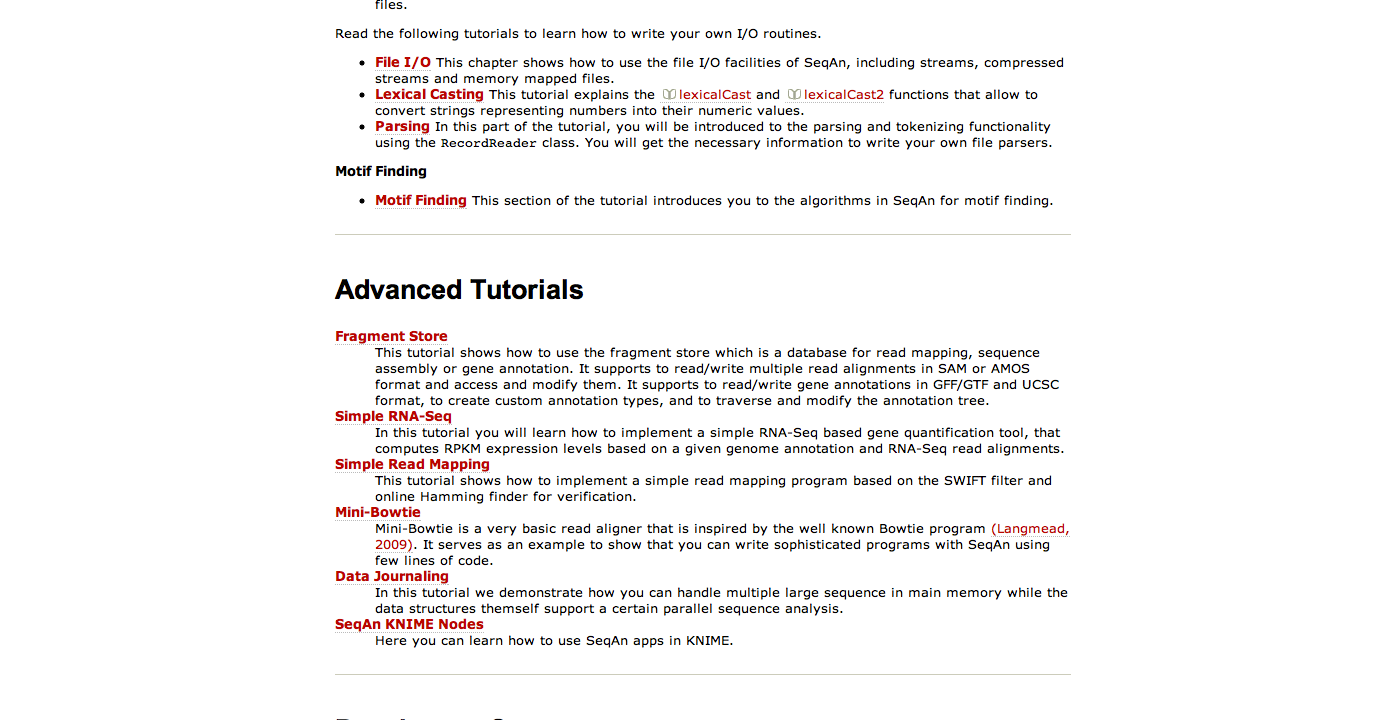 files.
Read the following tutorials to learn how to write your own I/O routines.
• File I/O This chapter shows how to use the file I/O facilities of SeqAn, including streams, compressed
streams and memory mapped files.
• Lexical Casting This tutorial explains the lexicalCast and lexicalCast2 functions that allow to
convert strings representing numbers into their numeric values.
• Parsing In this part of the tutorial, you will be introduced to the parsing and tokenizing functionality
using the RecordReader class. You will get the necessary information to write your own file parsers.
Motif Finding
• Motif Finding This section of the tutorial introduces you to the algorithms in SeqAn for motif finding.
Advanced Tutorials
Fragment Store
This tutorial shows how to use the fragment store which is a database for read mapping, sequence
assembly or gene annotation. It supports to read/write multiple read alignments in SAM or AMOS
format and access and modify them. It supports to read/write gene annotations in GFF/GTF and UCSC
format, to create custom annotation types, and to traverse and modify the annotation tree.
Simple RNA-Seq
In this tutorial you will learn how to implement a simple RNA-Seq based gene quantification tool, that
computes RPKM expression levels based on a given genome annotation and RNA-Seq read alignments.
Simple Read Mapping
This tutorial shows how to implement a simple read mapping program based on the SWIFT filter and
online Hamming finder for verification.
Mini-Bowtie
Mini-Bowtie is a very basic read aligner that is inspired by the well known Bowtie program (Langmead,
2009). It serves as an example to show that you can write sophisticated programs with SeqAn using
few lines of code.
Data Journaling
In this tutorial we demonstrate how you can handle multiple large sequence in main memory while the
data structures themself support a certain parallel sequence analysis.
SeqAn KNIME Nodes
Here you can learn how to use SeqAn apps in KNIME.